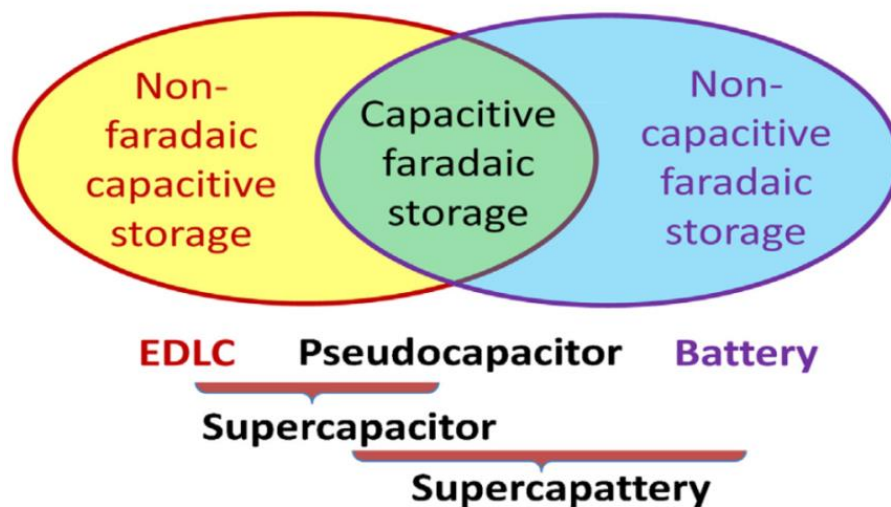 Non-
faradaic
capacitive
storage
Capacitive
faradaic
storage
Non-
capacitive
faradaic
storage
EDLC Pseudocapacitor Battery
Supercapacitor
Supercapattery